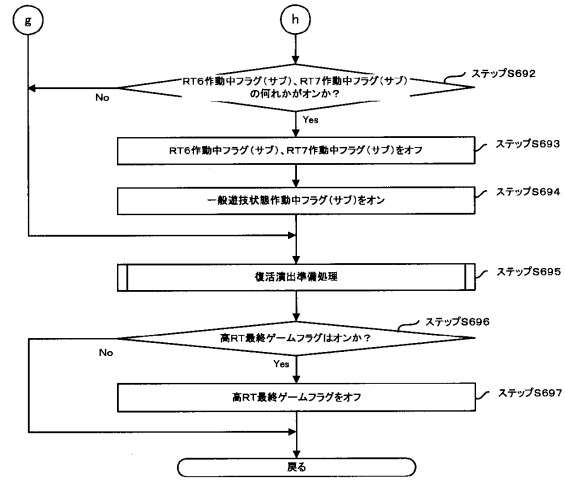 g
h
RT6作動中フラグ(サブ)、RT7作動中フラグ(サブ)
の何れかがオンか?
ステップS692
No
Yes
RT6作動中フラグ(サブ)、RT7作動中フラグ(サブ)をオフ
ステップS693
一般遊技状態作動中フラグ(サブ)をオン
ステップS694
復活演出準備処理
ステップS695
高RT最終ゲームフラグはオンか?
ステップS696
No
Yes
高RT最終ゲームフラグをオフ
ステップS697
戻る